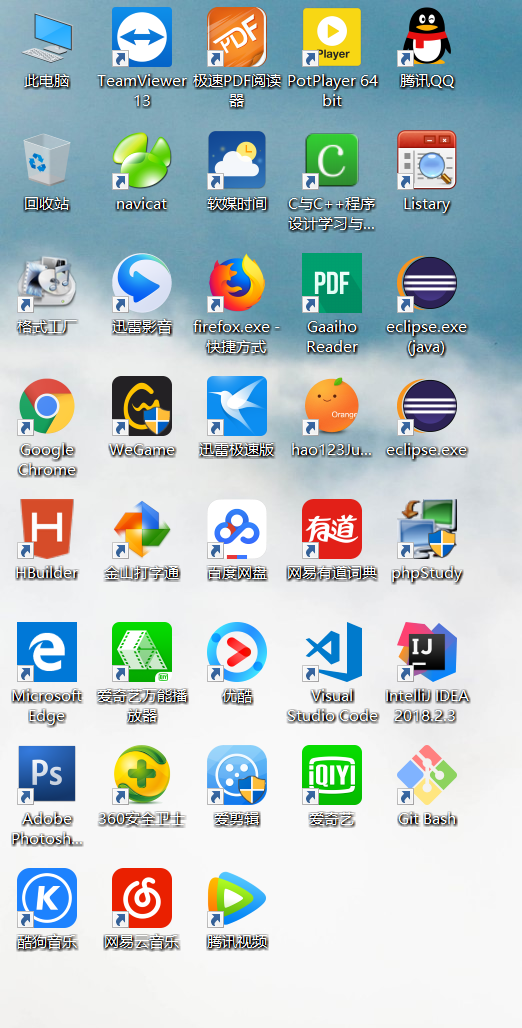 此电脑
TeamViewer
13
PDF
极速PDF阅读
器
Player
PotPlayer 64
bit
腾讯QQ
回收站
navicat
软媒时间
C
C与C++程序
设计学习与...
Listary
格式工厂
迅雷影音
firefox.exe -
快捷方式
PDF
Gaaiho
Reader
eclipse.exe
(java)
Google
Chrome
WeGame
迅雷极速版
Orange
hao123Ju...
eclipse.exe
H
HBuilder
金山打字通
百度网盘
有道
网易有道词典
phpStudy
Microsoft
Edge
爱奇艺万能播
放器
优酷
Visual
Studio Code
IJ
IntelliJ IDEA
2018.2.3
Ps
Adobe
Photosh...
360安全卫士
爱剪辑
iQIYI
爱奇艺
Git Bash
K
酷狗音乐
网易云音乐
腾讯视频